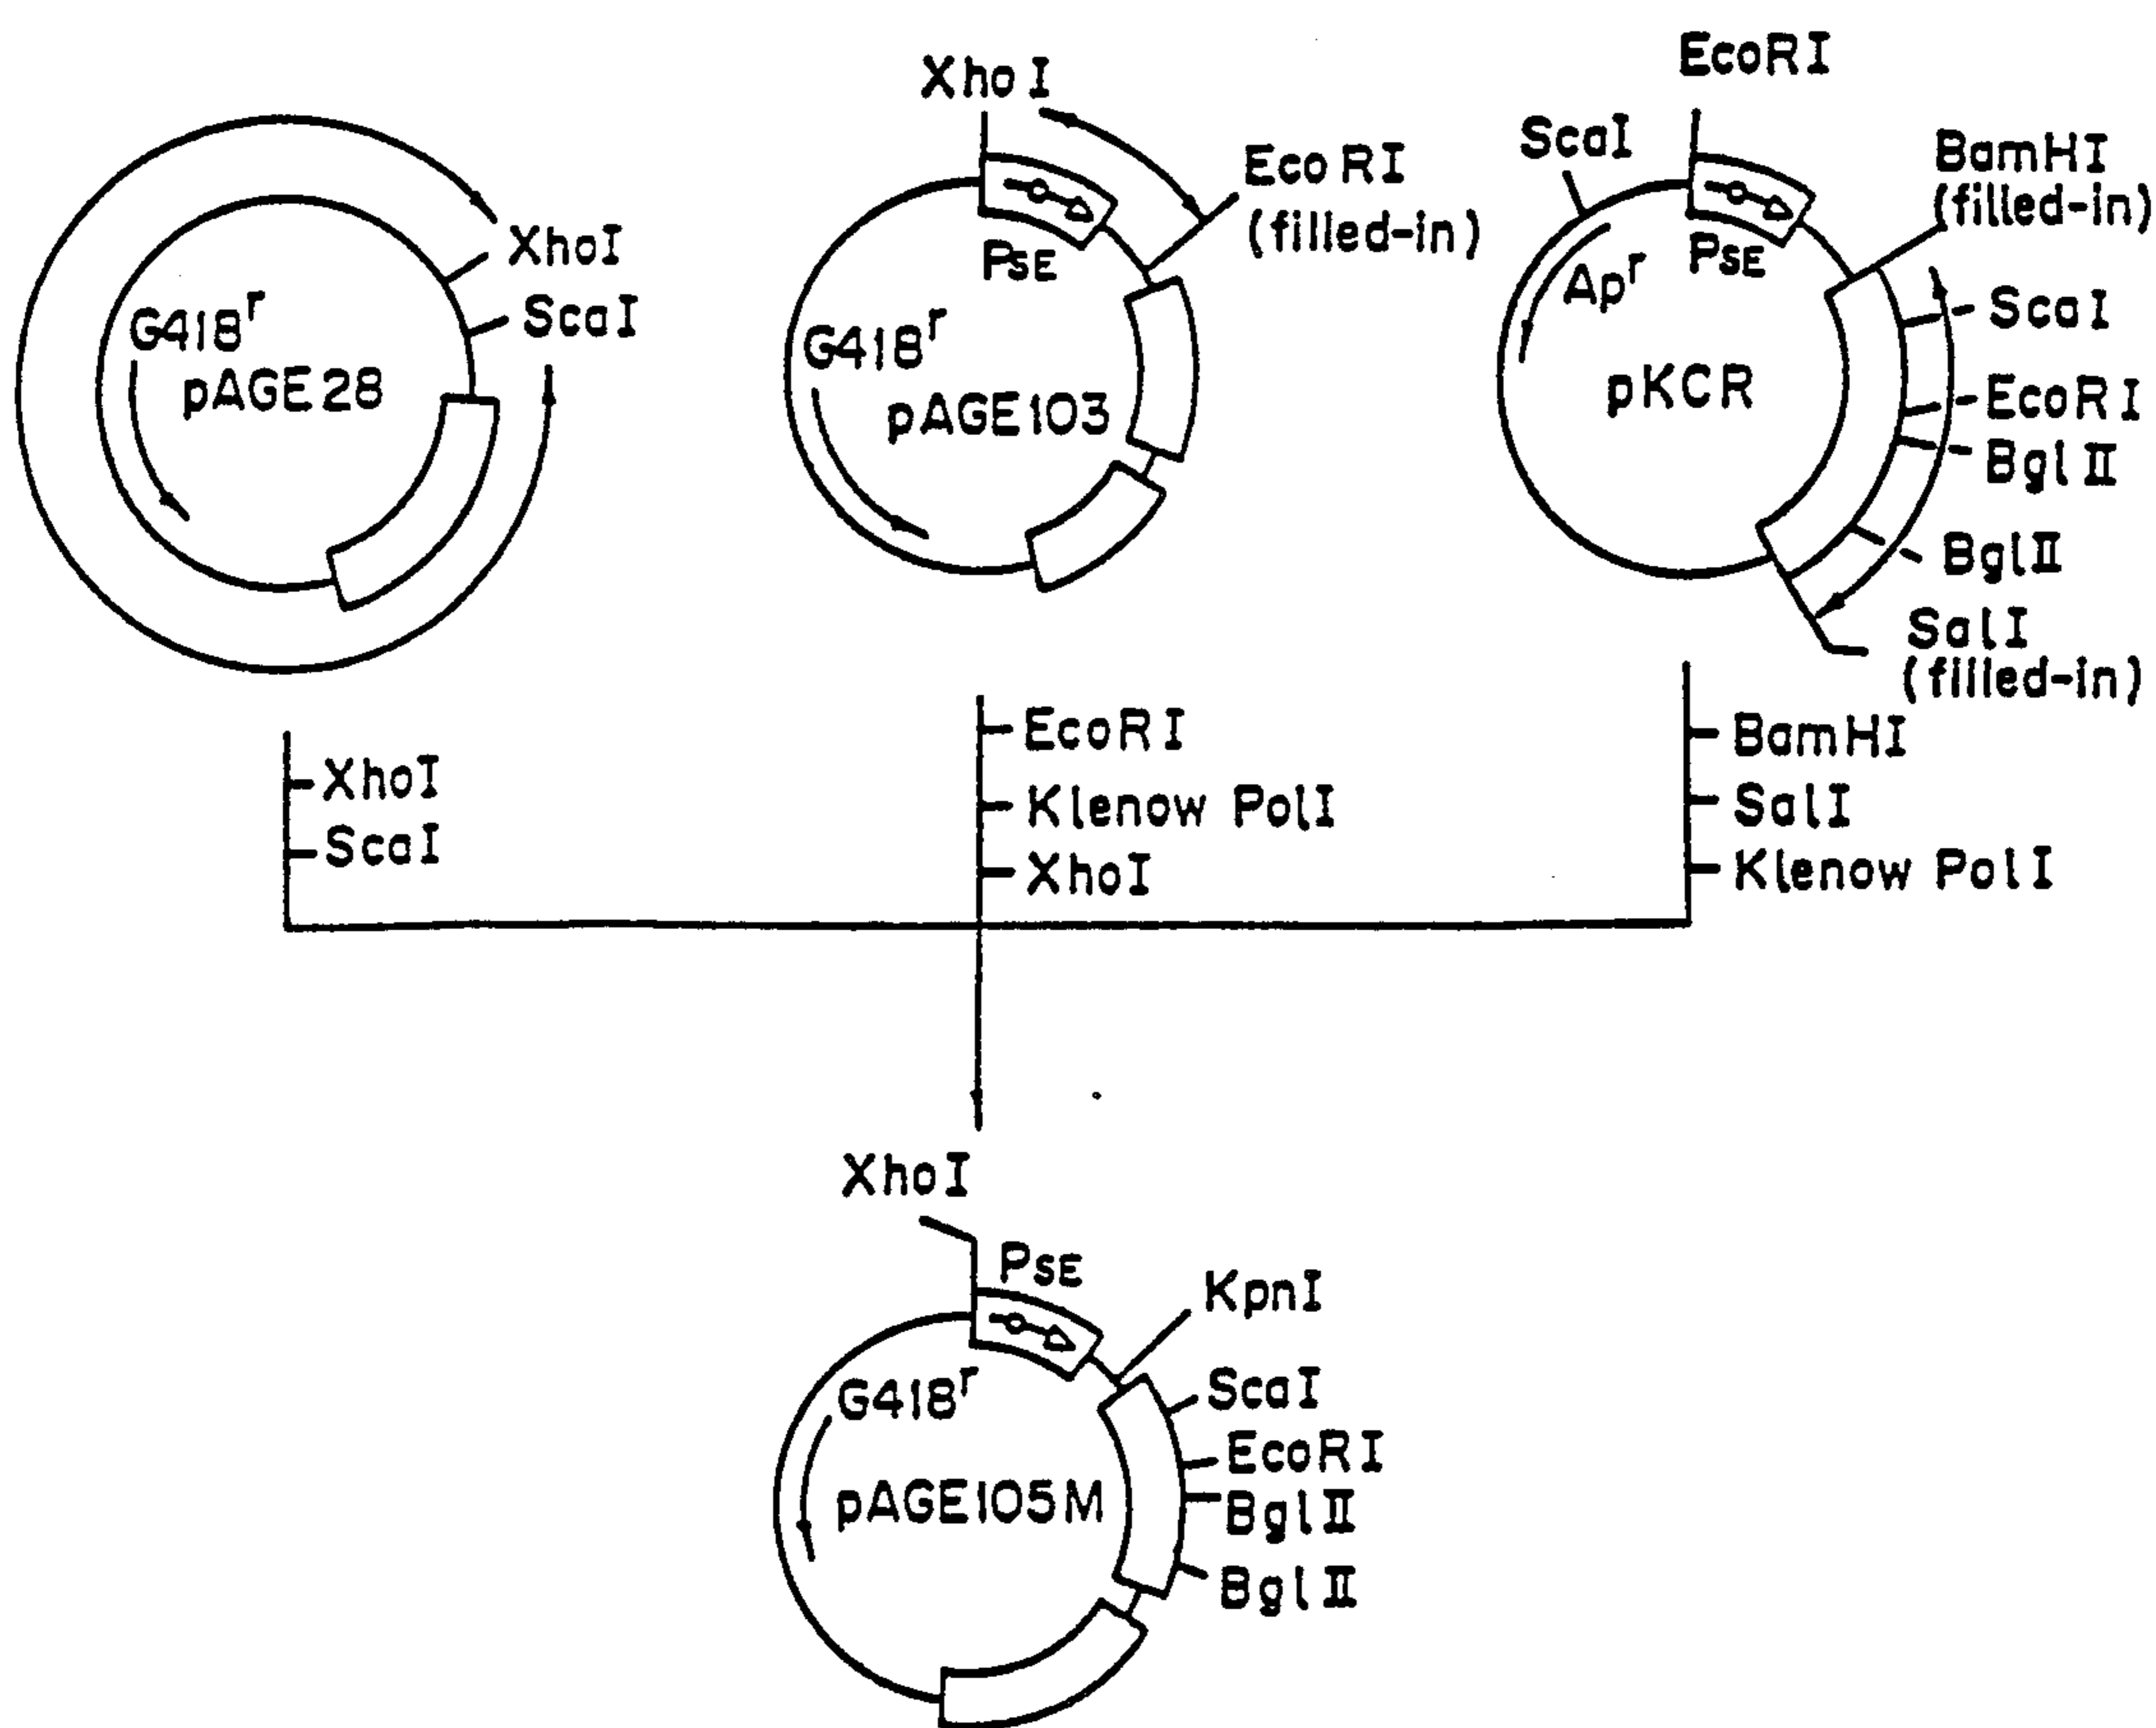 XhoI
ScaI
G418r
pAGE28
XhoI
EcoRI
(filled-in)
PSE
G418r
pAGE103
EcoRI
ScaI
BamHI
(filled-in)
PSE
Apr
pKCR
ScaI
EcoRI
BglII
BglII
SalI
(filled-in)
XhoI
ScaI
EcoRI
Klenow PolI
XhoI
BamHI
SalI
Klenow PolI
XhoI
PSE
KpnI
G418r
ScaI
EcoRI
pAGE105M
BglII
BglII